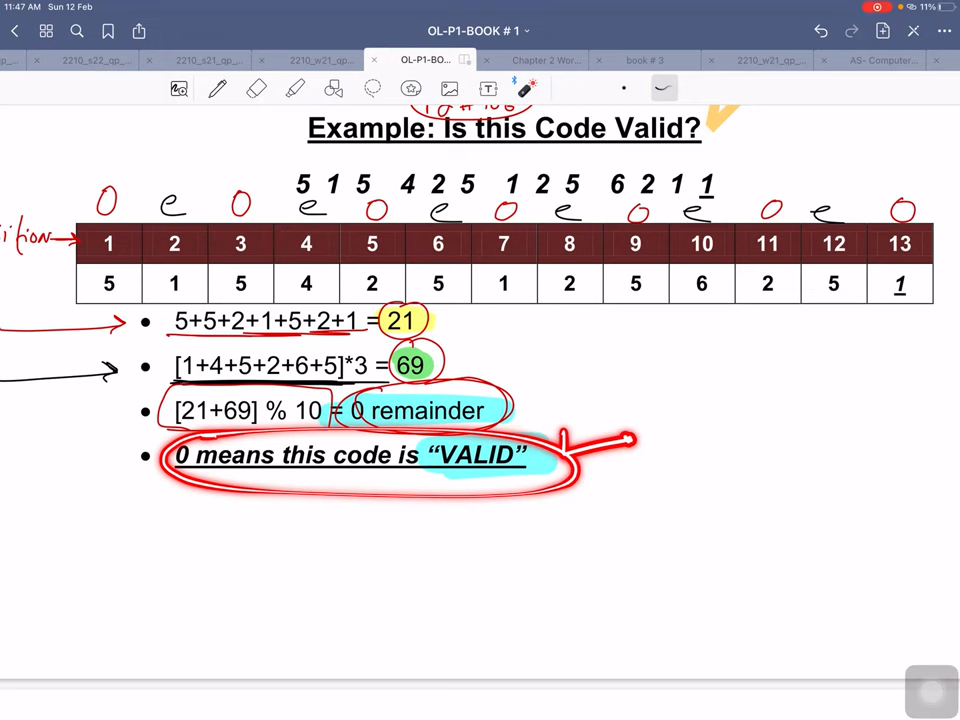 11:47 AM Sun 12 Feb 11%
OL-P1-BOOK # 1
2210_s22_qp_... 2210_s21_qp_... 2210_w21_qp... OL-P1-BO... Chapter 2 Wor... book # 3 2210_w21_qp_... AS- Computer...
Example: Is this Code Valid?
5 1 5 4 2 5 1 2 5 6 2 1 1
O e O e O e O e O e O e O
ition
1 2 3 4 5 6 7 8 9 10 11 12 13
5 1 5 4 2 5 1 2 5 6 2 5 1
• 5+5+2+1+5+2+1 = 21
• [1+4+5+2+6+5]*3 = 69
• [21+69] % 10 = 0 remainder
• 0 means this code is “VALID”